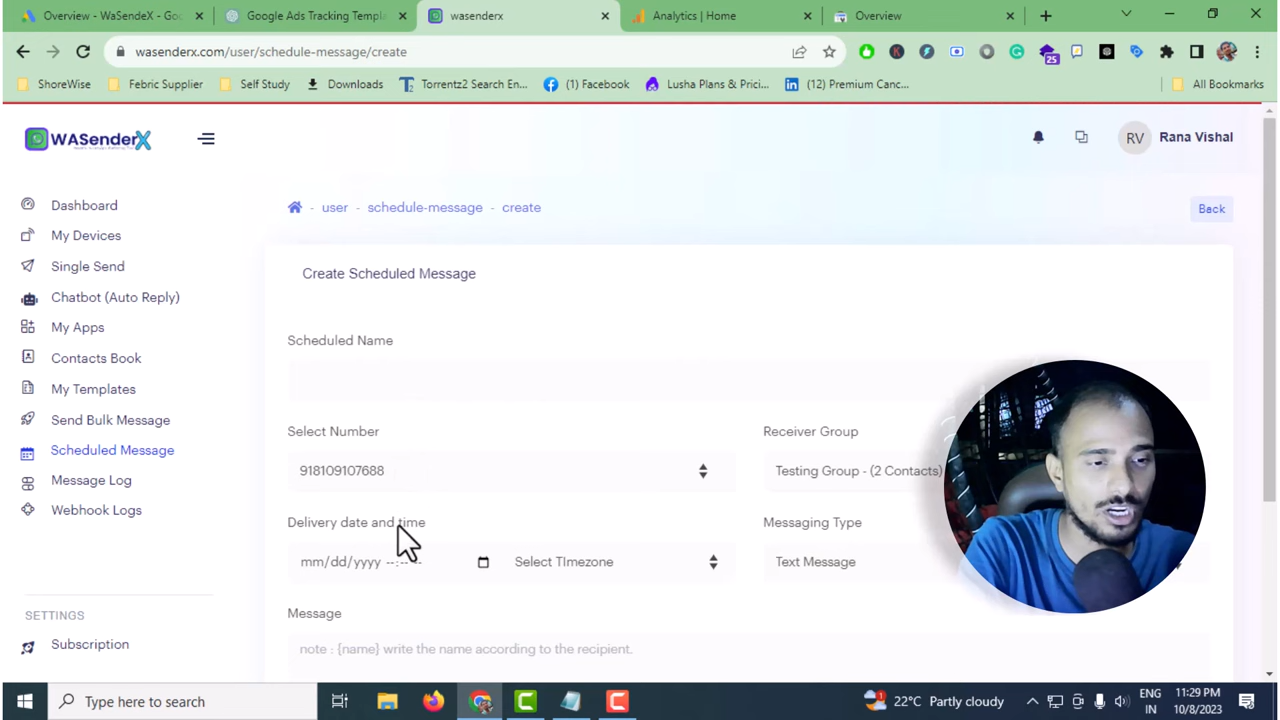 Overview - WaSendeX - Goo
Google Ads Tracking Templa
wasenderx
Analytics | Home
Overview
wasenderx.com/user/schedule-message/create
25
ShoreWise
Febric Supplier
Self Study
Downloads
Torrentz2 Search En...
(1) Facebook
Lusha Plans & Prici...
(12) Premium Canc...
All Bookmarks
WASenderX
RV
Rana Vishal
Dashboard
My Devices
Single Send
Chatbot (Auto Reply)
My Apps
Contacts Book
My Templates
Send Bulk Message
Scheduled Message
Message Log
Webhook Logs
SETTINGS
Subscription
- user - schedule-message - create
Back
Create Scheduled Message
Scheduled Name
Select Number
Receiver Group
918109107688
Testing Group - (2 Contacts)
Delivery date and time
Messaging Type
mm/dd/yyyy --:-- --
Select TImezone
Text Message
Message
note : {name} write the name according to the recipient.
Type here to search
1
22°C Partly cloudy
ENG
IN
11:29 PM
10/8/2023